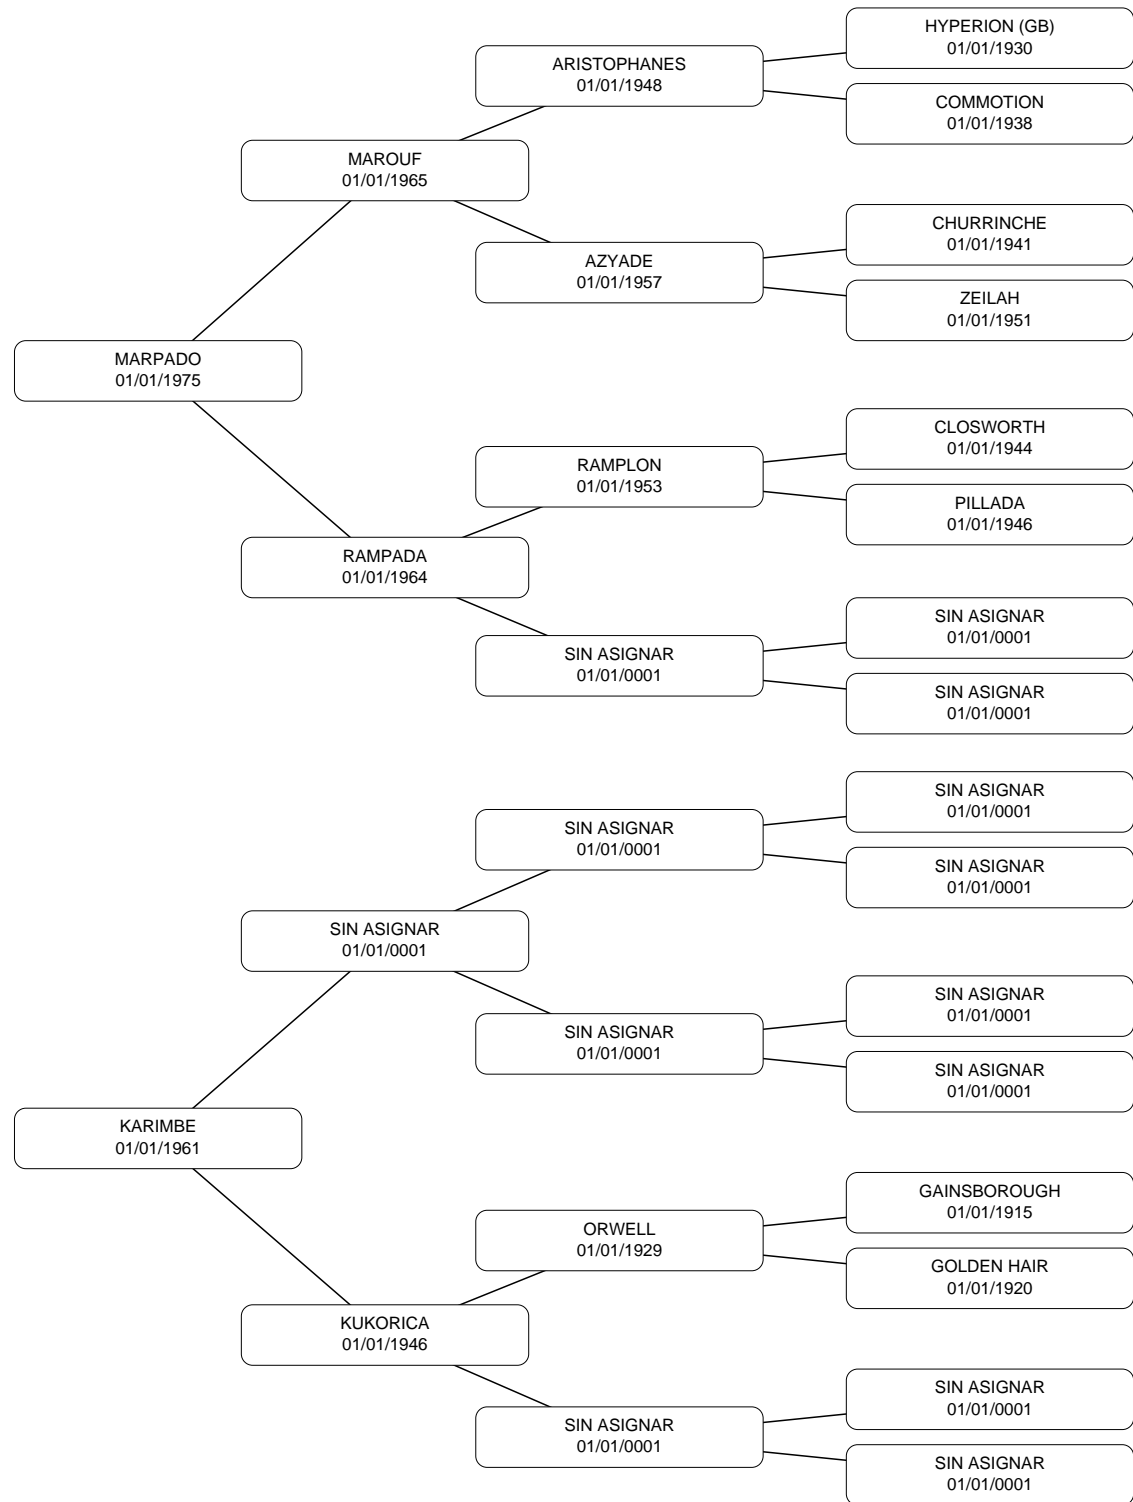 HYPERION (GB)
01/01/1930
ARISTOPHANES
01/01/1948
COMMOTION
01/01/1938
MAROUF
01/01/1965
CHURRINCHE
01/01/1941
AZYADE
01/01/1957
ZEILAH
01/01/1951
MARPADO
01/01/1975
CLOSWORTH
01/01/1944
RAMPLON
01/01/1953
PILLADA
01/01/1946
RAMPADA
01/01/1964
SIN ASIGNAR
01/01/0001
SIN ASIGNAR
01/01/0001
SIN ASIGNAR
01/01/0001
SIN ASIGNAR
01/01/0001
SIN ASIGNAR
01/01/0001
SIN ASIGNAR
01/01/0001
SIN ASIGNAR
01/01/0001
SIN ASIGNAR
01/01/0001
SIN ASIGNAR
01/01/0001
SIN ASIGNAR
01/01/0001
KARIMBE
01/01/1961
GAINSBOROUGH
01/01/1915
ORWELL
01/01/1929
GOLDEN HAIR
01/01/1920
KUKORICA
01/01/1946
SIN ASIGNAR
01/01/0001
SIN ASIGNAR
01/01/0001
SIN ASIGNAR
01/01/0001